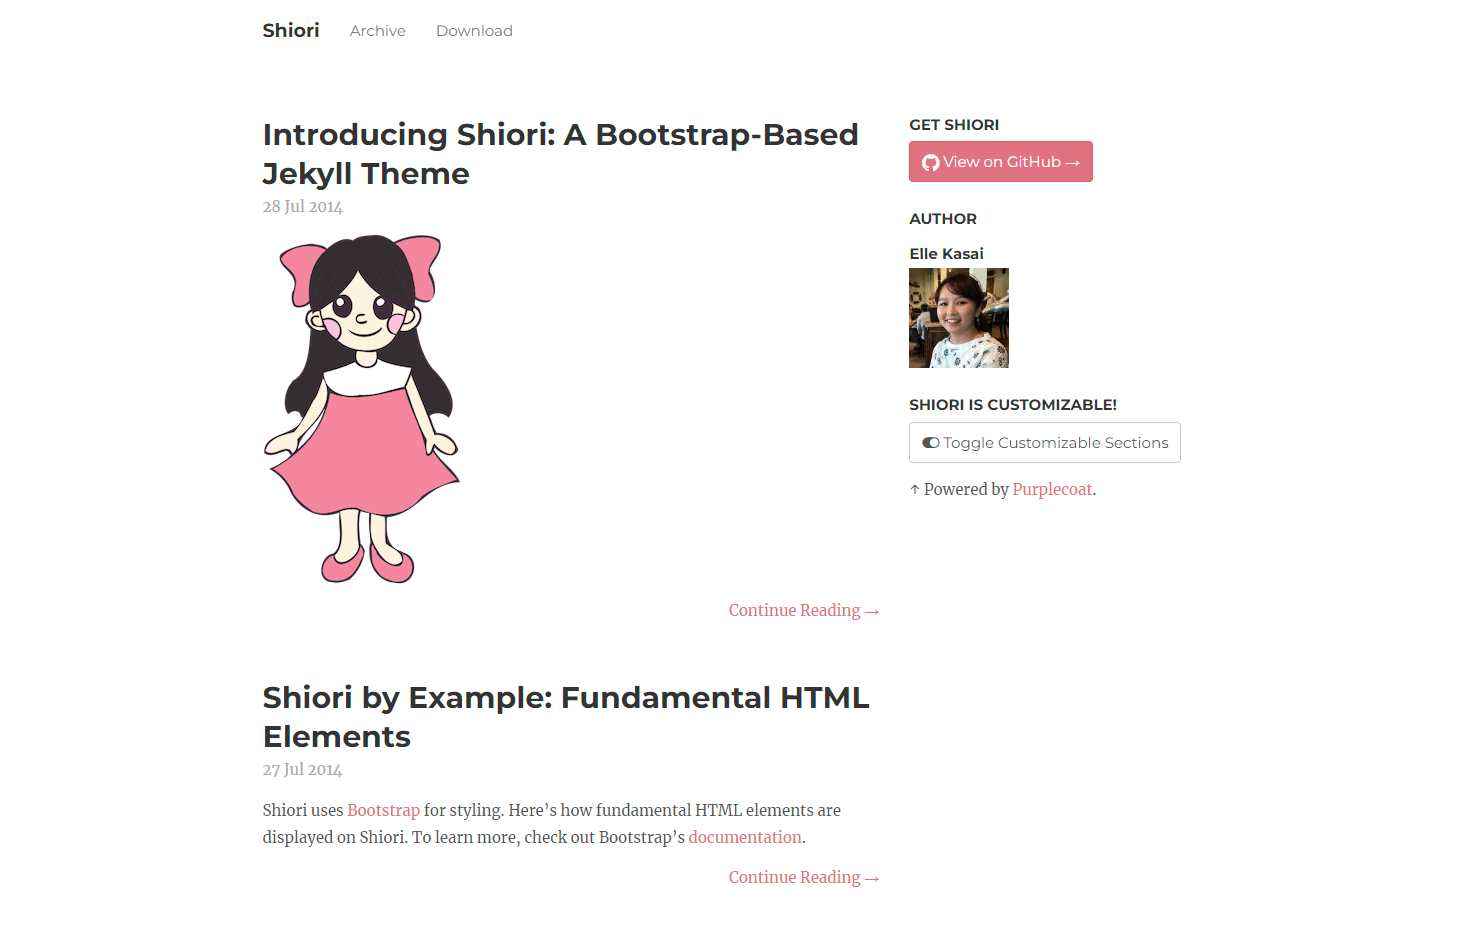 Shiori Archive Download
Introducing Shiori: A Bootstrap-Based
Jekyll Theme
28 Jul 2014
Continue Reading →
Shiori by Example: Fundamental HTML
Elements
27 Jul 2014
Shiori uses Bootstrap for styling. Here’s how fundamental HTML elements are
displayed on Shiori. To learn more, check out Bootstrap’s documentation.
Continue Reading →
GET SHIORI
View on GitHub →
AUTHOR
Elle Kasai
SHIORI IS CUSTOMIZABLE!
Toggle Customizable Sections
↑ Powered by Purplecoat.